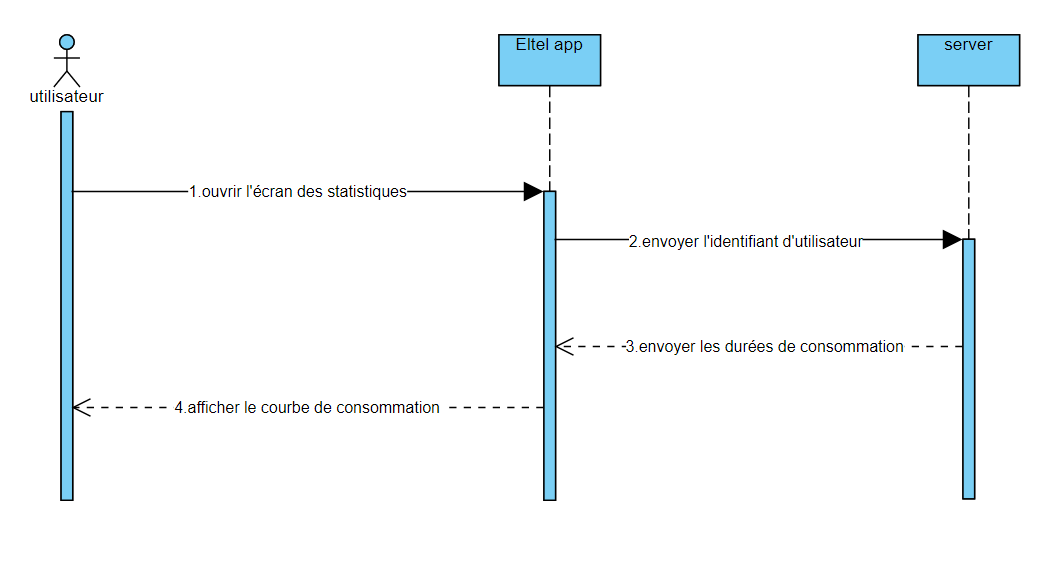 Eltel app
server
utilisateur
1.ouvrir l'écran des statistiques
2.envoyer l'identifiant d'utilisateur
3.envoyer les durées de consommation
4.afficher le courbe de consommation